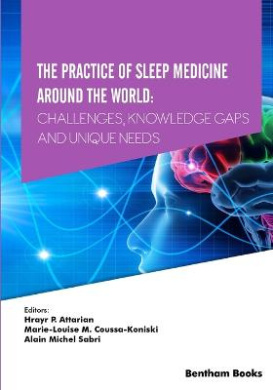 THE PRACTICE OF SLEEP MEDICINE
AROUND THE WORLD:
CHALLENGES, KNOWLEDGE GAPS
AND UNIQUE NEEDS
Editors:
Hrayr P. Attarian
Marie-Louise M. Coussa-Koniski
Alain Michel Sabri
Bentham Books